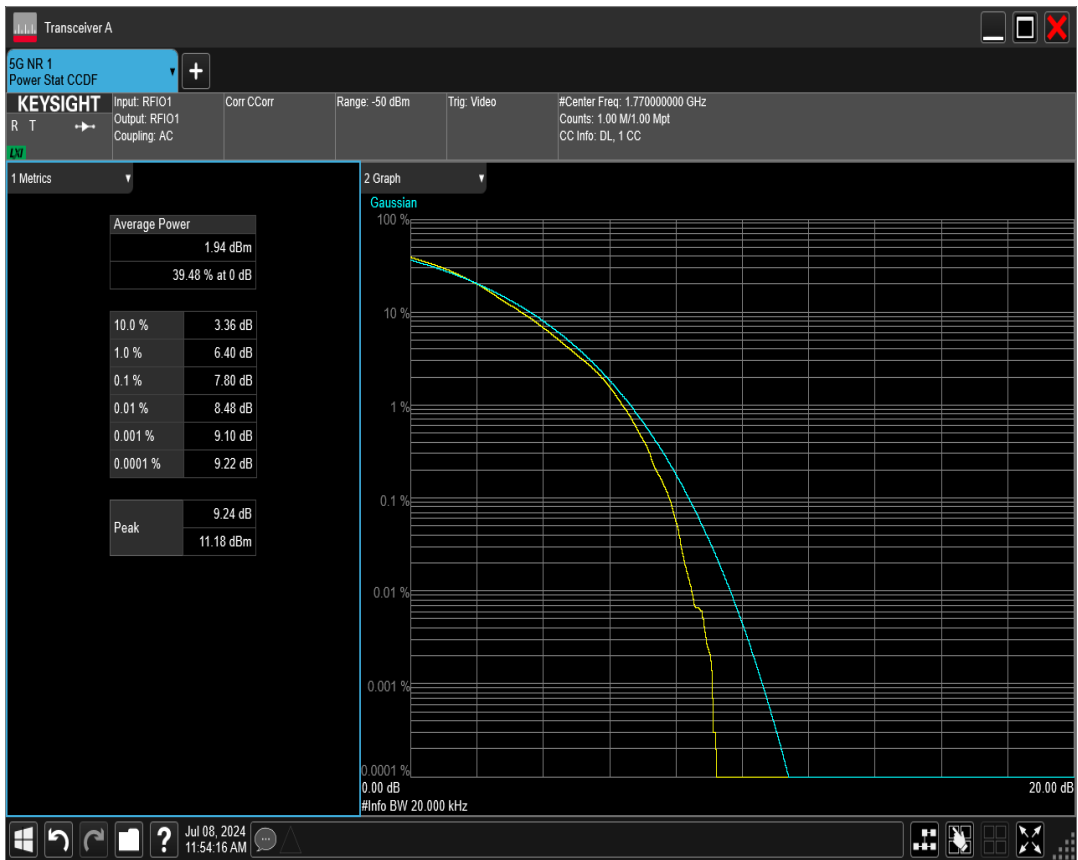 Transceiver A
5G NR 1
Power Stat CCDF
KEYSIGHT
R T
LXI
Input: RFIO1
Output: RFIO1
Coupling: AC
Corr CCorr
Range: -50 dBm
Trig: Video
#Center Freq: 1.770000000 GHz
Counts: 1.00 M/1.00 Mpt
CC Info: DL, 1 CC
1 Metrics
Average Power
1.94 dBm
39.48 % at 0 dB
10.0 % 3.36 dB
1.0 % 6.40 dB
0.1 % 7.80 dB
0.01 % 8.48 dB
0.001 % 9.10 dB
0.0001 % 9.22 dB
Peak
9.24 dB
11.18 dBm
2 Graph
Gaussian
100 %
10 %
1 %
0.1 %
0.01 %
0.001 %
0.0001 %
0.00 dB
20.00 dB
#Info BW 20.000 kHz
Jul 08, 2024
11:54:16 AM